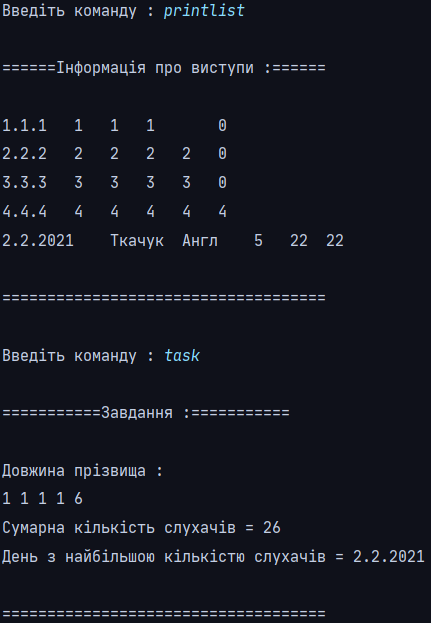 Введіть команду : printlist
======Інформація про виступи :======
1.1.1 1 1 1 0
2.2.2 2 2 2 2 0
3.3.3 3 3 3 3 0
4.4.4 4 4 4 4 4
2.2.2021 Ткачук Англ 5 22 22
====================================
Введіть команду : task
===========Завдання :===========
Довжина прізвища :
1 1 1 1 6
Сумарна кількість слухачів = 26
День з найбільшою кількістю слухачів = 2.2.2021
====================================